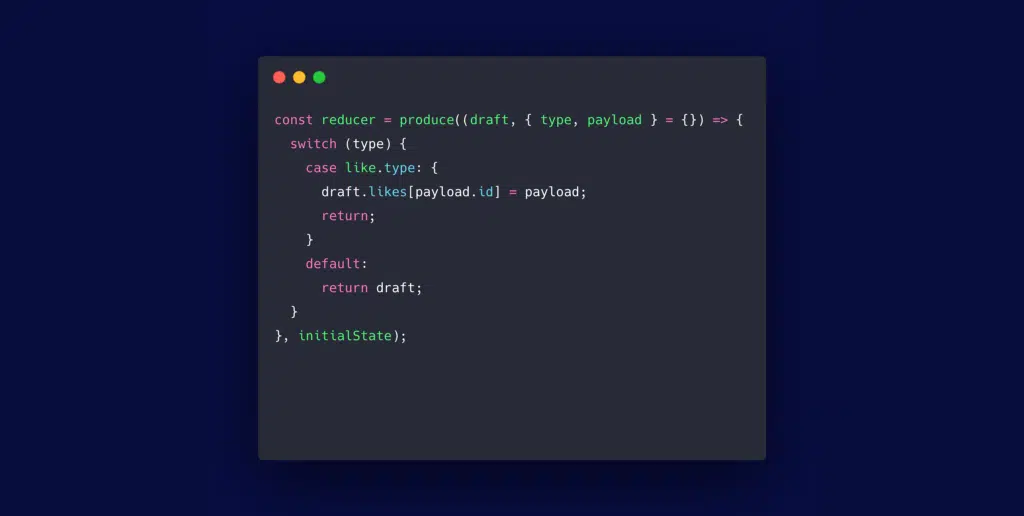 const reducer = produce((draft, { type, payload } = {}) => {
  switch (type) {
    case like.type: {
      draft.likes[payload.id] = payload;
      return;
    }
    default:
      return draft;
  }
}, initialState);